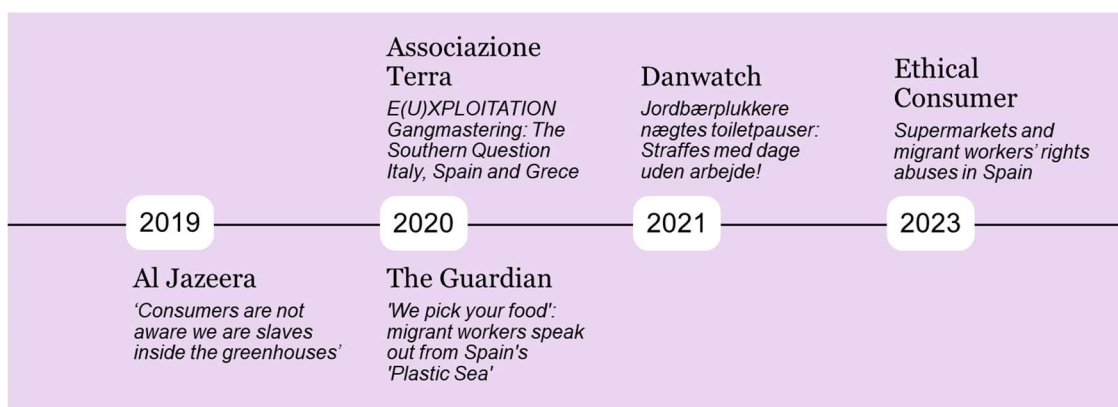 Associazione
Terra
E(U)XPLOITATION
Gangmastering: The
Southern Question
Italy, Spain and Grece
Danwatch
Jordbærplukkere
nægtes toiletpauser:
Straffes med dage
uden arbejde!
Ethical
Consumer
Supermarkets and
migrant workers’ rights
abuses in Spain
2019
2020
2021
2023
Al Jazeera
‘Consumers are not
aware we are slaves
inside the greenhouses’
The Guardian
'We pick your food':
migrant workers speak
out from Spain's
'Plastic Sea'